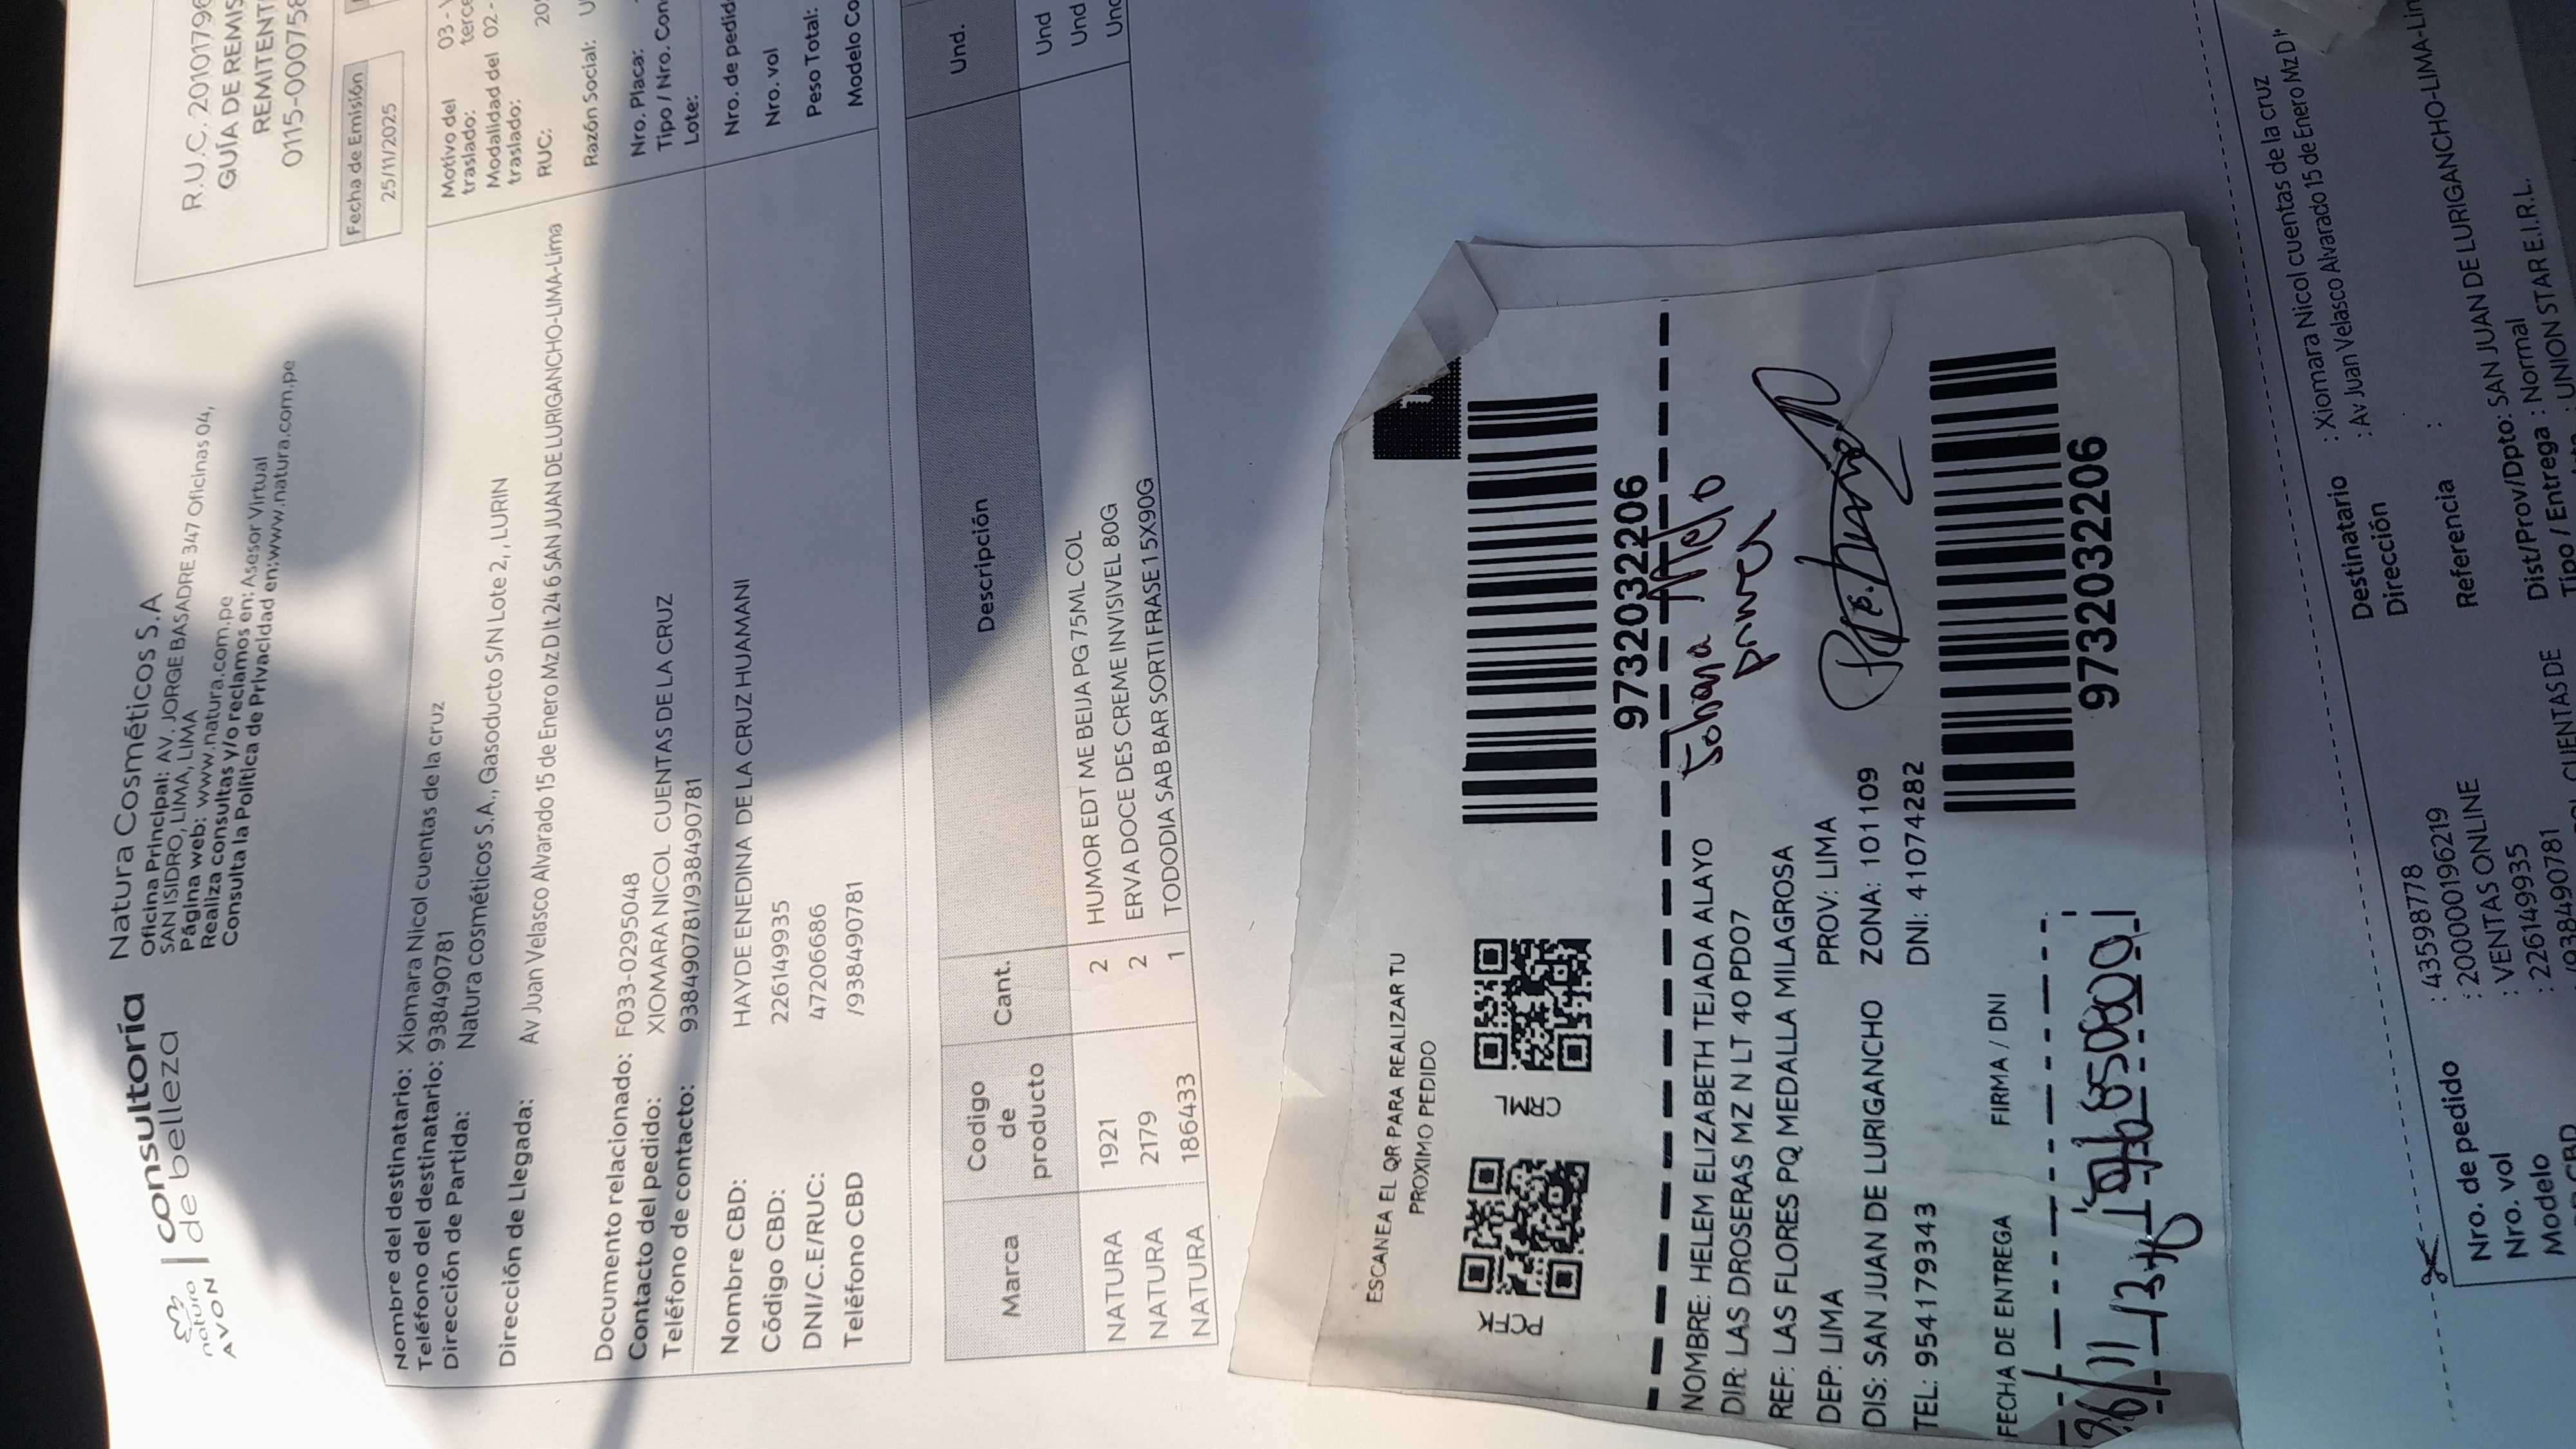 natura
AVON
consultoría
de belleza
Natura Cosméticos S.A
Oficina Principal: AV. JORGE BASADRE 347 Oficinas 04,
SAN ISIDRO, LIMA, LIMA
Página web: www.natura.com.pe
Realiza consultas y/o reclamos en: Asesor Virtual
Consulta la Política de Privacidad en:www.natura.com.pe
R.U.C. 20101796
GUÍA DE REMIS
REMITENT
0115-000758
Fecha de Emisión
25/11/2025
Nombre del destinatario: Xiomara Nicol cuentas de la cruz
Teléfono del destinatario: 938490781
Dirección de Partida: Natura cosméticos S.A., Gasoducto S/N Lote 2, , LURIN
Dirección de Llegada: Av Juan Velasco Alvarado 15 de Enero Mz D lt 24 6 SAN JUAN DE LURIGANCHO-LIMA-Lima
Motivo del traslado: 03 -
terce
Modalidad del traslado: 02 -
RUC: 20
Razón Social: U
Documento relacionado: F033-0295048
Contacto del pedido: XIOMARA NICOL CUENTAS DE LA CRUZ
Teléfono de contacto: 938490781/938490781
Nro. Placa:
Tipo / Nro. Con
Lote:
Nombre CBD: HAYDE ENEDINA DE LA CRUZ HUAMANI
Código CBD: 226149935
DNI/C.E/RUC: 47206686
Teléfono CBD /938490781
Nro. de pedid
Nro. vol
Peso Total:
Modelo Co
Marca Codigo de producto Cant. Descripción Und.
NATURA 1921 2 HUMOR EDT ME BEIJA PG 75ML COL Und
NATURA 2179 2 ERVA DOCE DES CREME INVISIVEL 80G Und
NATURA 186433 1 TODODIA SAB BAR SORTI FRASE1 5X90G Und
ESCANEA EL QR PARA REALIZAR TU
PROXIMO PEDIDO
9732032206
NOMBRE: HELEM ELIZABETH TEJADA ALAYO
DIR: LAS DROSERAS MZ N LT 40 PDO7
REF: LAS FLORES PQ MEDALLA MILAGROSA
DEP: LIMA PROV: LIMA
DIS: SAN JUAN DE LURIGANCHO ZONA: 101109
TEL: 954179343 DNI: 41074282
Johana
FECHA DE ENTREGA FIRMA / DNI
9732032206
Nro. de pedido : 43598778
Nro. vol : 200000196219
Modelo : VENTAS ONLINE
: 226149935
/938490781
CUENTAS DE
Destinatario : Xiomara Nicol cuentas de la cruz
Dirección : Av Juan Velasco Alvarado 15 de Enero Mz D l
Referencia :
Dist/Prov/Dpto: SAN JUAN DE LURIGANCHO-LIMA-Lim
Tipo / Entrega : Normal
: UNION STAR E.I.R.L.